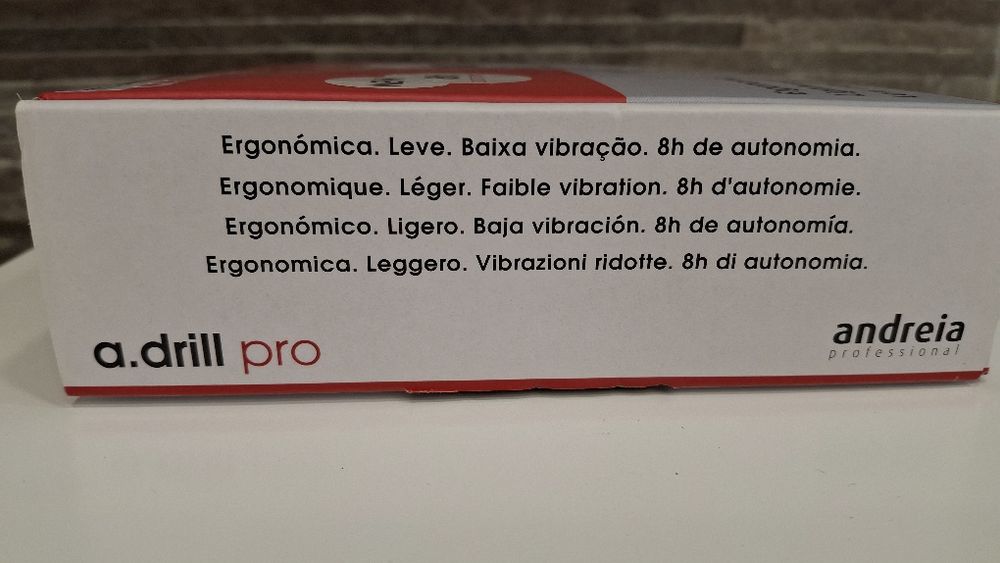 Ergonómica. Leve. Baixa vibração. 8h de autonomia.
Ergonomique. Léger. Faible vibration. 8h d'autonomie.
Ergonómico. Ligero. Baja vibración. 8h de autonomía.
Ergonomica. Leggero. Vibrazioni ridotte. 8h di autonomia.
a.drill pro
andreia
professional